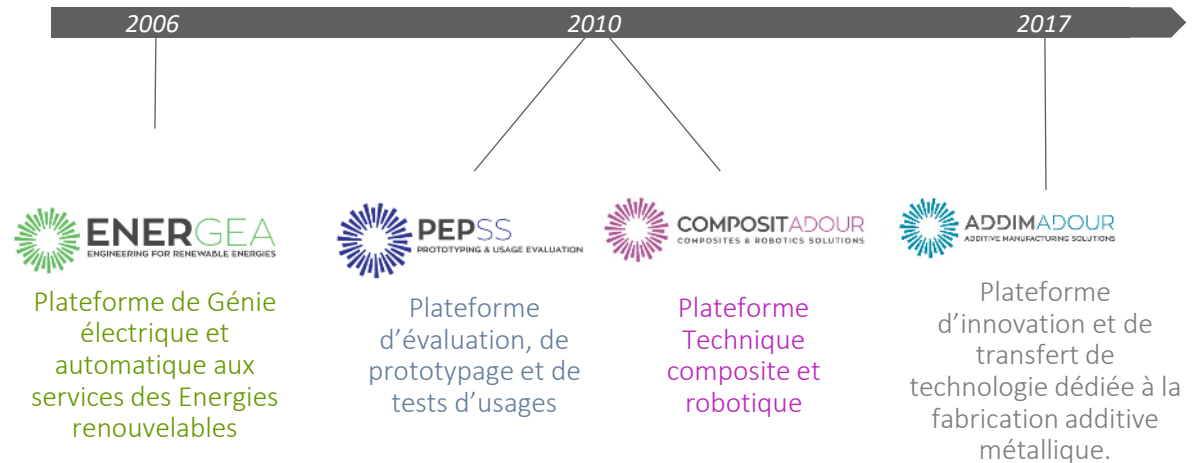 2006
2010
2017
ENERGEA
ENGINEERING FOR RENEWABLE ENERGIES
Plateforme de Génie
électrique et
automatique aux
services des Energies
renouvelables
PEPSS
PROTOTYPING & USAGE EVALUATION
Plateforme
d’évaluation, de
prototypage et de
tests d’usages
COMPOSITADOUR
COMPOSITES & ROBOTICS SOLUTIONS
Plateforme
Technique
composite et
robotique
ADDIMADOUR
ADDITIVE MANUFACTURING SOLUTIONS
Plateforme
d’innovation et de
transfert de
technologie dédiée à la
fabrication additive
métallique.